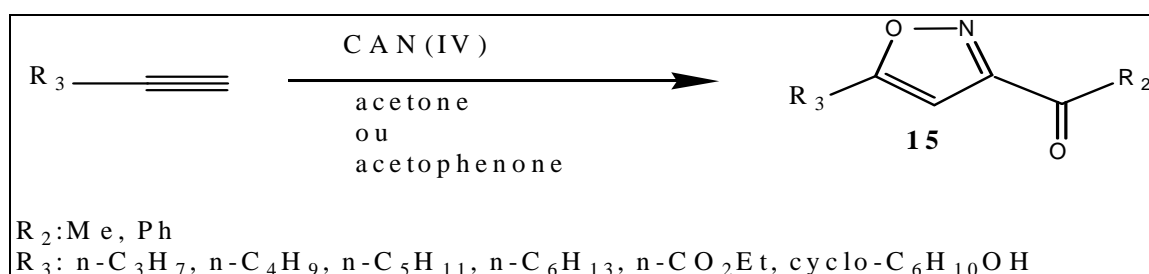 CAN(IV)
R₃
acetone
ou
acetophenone
O N
R₃
R₂
O
15
R₂:Me, Ph
R₃: n-C₃H₇, n-C₄H₉, n-C₅H₁₁, n-C₆H₁₃, n-CO₂Et, cyclo-C₆H₁₀OH